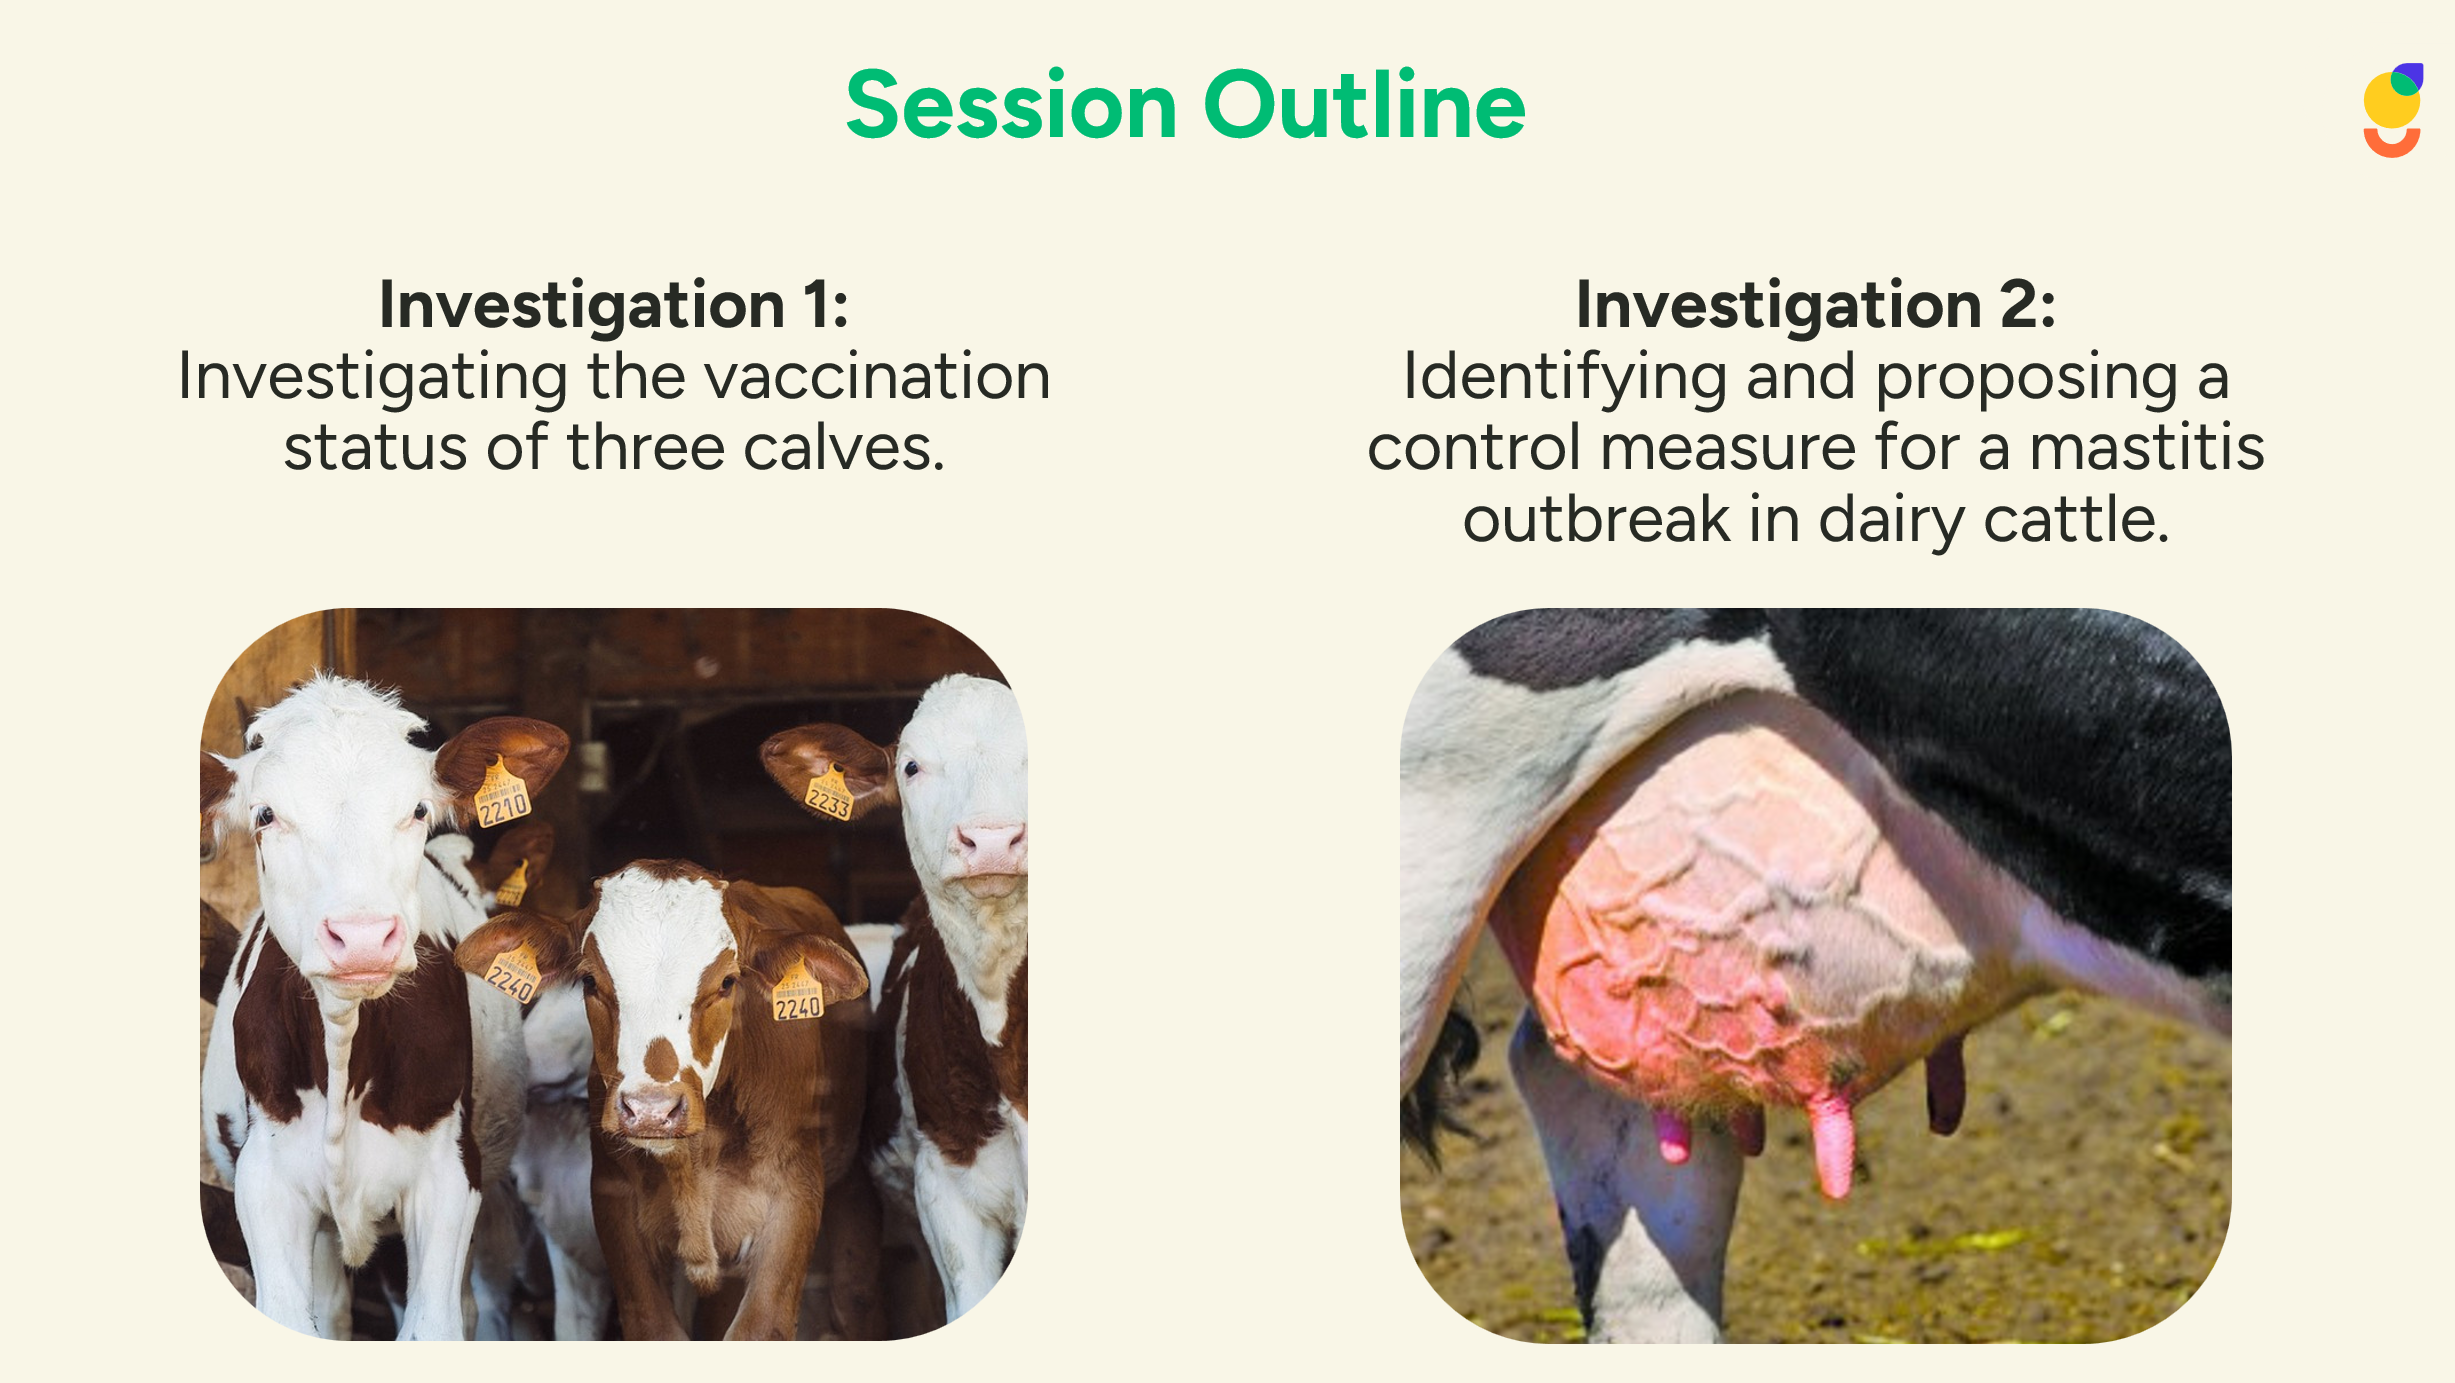 Session Outline
Investigation 1:
Investigating the vaccination
status of three calves.
Investigation 2:
Identifying and proposing a
control measure for a mastitis
outbreak in dairy cattle.
2210
2233
2240
2240